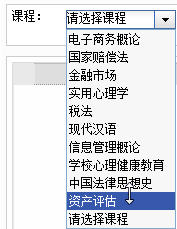 课程： 请选择课程
电子商务概论
国家赔偿法
金融市场
实用心理学
税法
现代汉语
信息管理概论
学校心理健康教育
中国法律思想史
资产评估
请选择课程